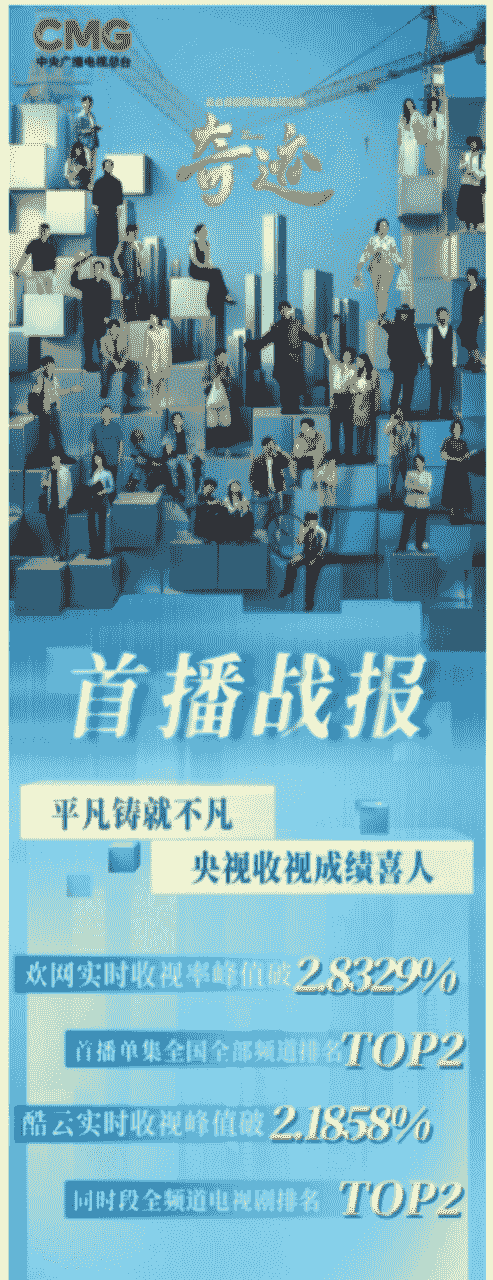 CMG
中央广播电视总台
奇迹
首播战报
平凡铸就不凡
央视收视成绩喜人
欢网实时收视率峰值破2.8329%
首播单集全国全部频道排名TOP2
酷云实时收视峰值破2.1858%
同时段全频道电视剧排名 TOP2